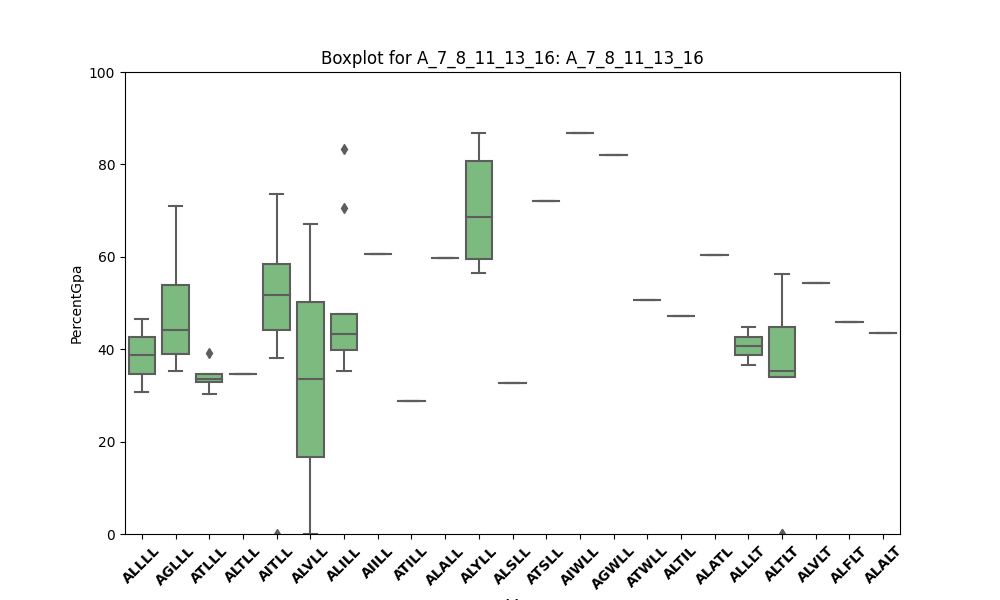 Boxplot for A_7_8_11_13_16: A_7_8_11_13_16
100
80
60
40
20
0
PercentGpa
ALLLL AGLLL ATLLL ALTLL AITLL ALVLL ALILL AIILL ATILL ALALL ALYLL ALSLL ATSLL AIWLL AGWLL ATWLL ALTIL ALATL ALLLT ALTLT ALVLT ALFLT ALALT